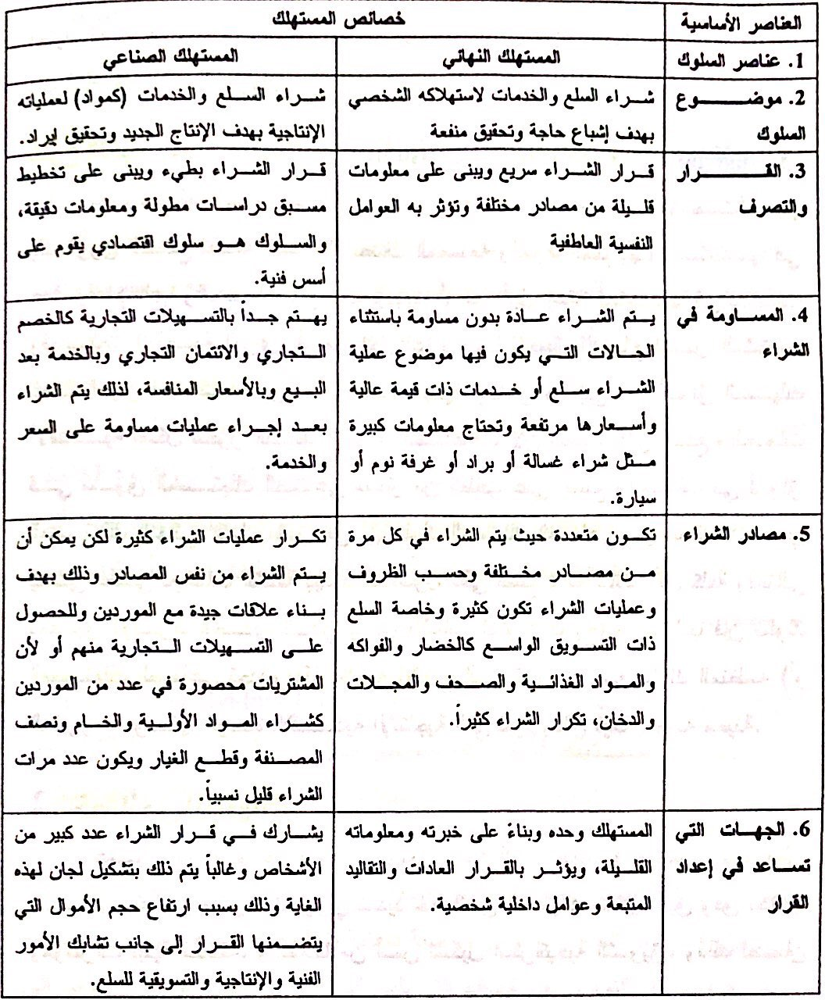 العناصر الأساسية
خصائص المستهلك
1. عناصر السلوك
المستهلك النهائي
المستهلك الصناعي
2. موضوع
السلوك
شراء السلع والخدمات لاستهلاكه الشخصي
بهدف إشباع حاجة وتحقيق منفعة
شراء السلع والخدمات (كمواد) لعملياته
الإنتاجية بهدف الإنتاج الجديد وتحقيق إيراد.
3. القرار
والتصرف
قرار الشراء سريع ويبنى على معلومات
قليلة من مصادر مختلفة وتؤثر به العوامل
النفسية العاطفية
قرار الشراء بطيء ويبنى على تخطيط
مسبق دراسات مطولة ومعلومات دقيقة،
والسلوك هو سلوك اقتصادي يقوم على
أسس فنية.
4. المساومة في
الشراء
يتم الشراء عادة بدون مساومة باستثناء
الحالات التي يكون فيها موضوع عملية
الشراء سلع أو خدمات ذات قيمة عالية
وأسعارها مرتفعة وتحتاج معلومات كبيرة
مثل شراء غسالة أو براد أو غرفة نوم أو
سيارة.
يهتم جداً بالتسهيلات التجارية كالخصم
التجاري والائتمان التجاري وبالخدمة بعد
البيع وبالأسعار المنافسة، لذلك يتم الشراء
بعد إجراء عمليات مساومة على السعر
والخدمة.
5. مصادر الشراء
تكون متعددة حيث يتم الشراء في كل مرة
من مصادر مختلفة وحسب الظروف
وعمليات الشراء تكون كثيرة وخاصة السلع
ذات التسويق الواسع كالخضار والفواكه
والمواد الغذائية والصحف والمجلات
والدخان، تكرار الشراء كثيراً.
تكرار عمليات الشراء كثيرة لكن يمكن أن
يتم الشراء من نفس المصادر وذلك بهدف
بناء علاقات جيدة مع الموردين وللحصول
على التسهيلات التجارية منهم أو لأن
المشتريات محصورة في عدد من الموردين
كشراء المواد الأولية والخام ونصف
المصنفة وقطع الغيار ويكون عدد مرات
الشراء قليل نسبياً.
6. الجهات التي
تساعد في إعداد
القرار
المستهلك وحده وبناءً على خبرته ومعلوماته
القليلة، ويؤثر بالقرار العادات والتقاليد
المتبعة وعوامل داخلية شخصية.
يشارك في قرار الشراء عدد كبير من
الأشخاص وغالباً يتم ذلك بتشكيل لجان لهذه
الغاية وذلك بسبب ارتفاع حجم الأموال التي
يتضمنها القرار إلى جانب تشابك الأمور
الفنية والإنتاجية والتسويقية للسلع.